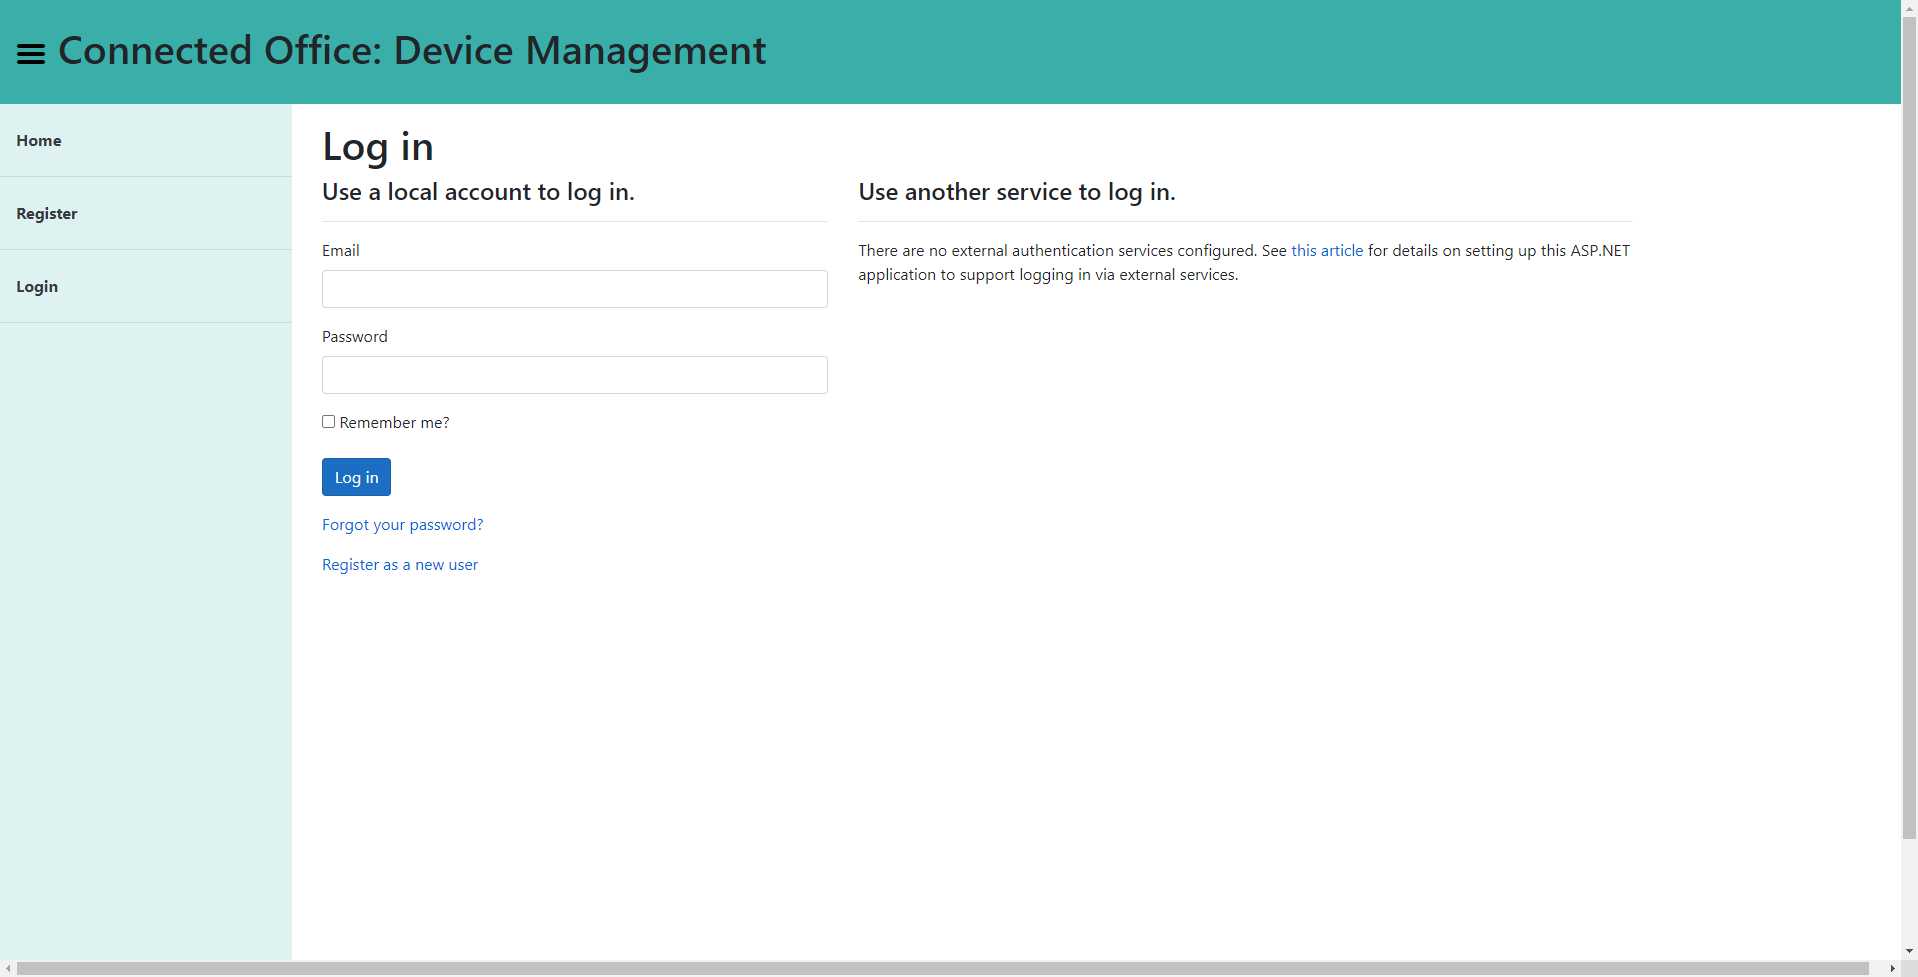 Connected Office: Device Management
Home
Register
Login
Log in
Use a local account to log in.
Email
Password
Remember me?
Log in
Forgot your password?
Register as a new user
Use another service to log in.
There are no external authentication services configured. See this article for details on setting up this ASP.NET
application to support logging in via external services.